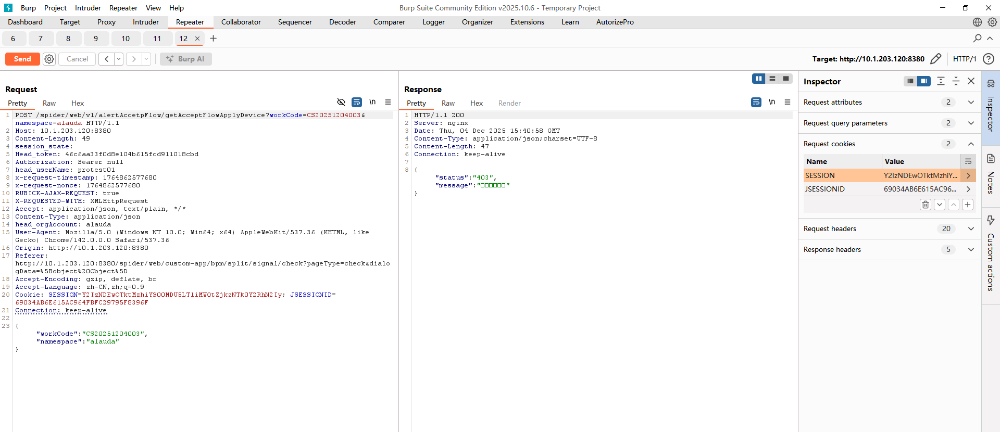 Burp Project Intruder Repeater View Help
Burp Suite Community Edition v2025.10.6 - Temporary Project
Dashboard Target Proxy Intruder Repeater Collaborator Sequencer Decoder Comparer Logger Organizer Extensions Learn AutorizePro
6 7 8 9 10 11 12 × +
Send Cancel < > Burp AI
Target: http://10.1.203.120:8380 HTTP/1
Request
Pretty Raw Hex \n
1 POST /spider/web/v1/alertAccetpFlow/getAcceptFlowApplyDevice?workCode=CS20251204003&
namespace=alauda HTTP/1.1
2 Host: 10.1.203.120:8380
3 Content-Length: 49
4 session_state:
5 Head_token: 46c6aa33f0d8e104b615fcd911018cbd
6 Authorization: Bearer null
7 head_userName: protest01
8 x-request-timestamp: 1764862577680
9 x-request-nonce: 1764862577680
10 RUBICK-AJAX-REQUEST: true
11 X-REQUESTED-WITH: XMLHttpRequest
12 Accept: application/json, text/plain, */*
13 Content-Type: application/json
14 head_orgAccount: alauda
15 User-Agent: Mozilla/5.0 (Windows NT 10.0; Win64; x64) AppleWebKit/537.36 (KHTML, like
Gecko) Chrome/142.0.0.0 Safari/537.36
16 Origin: http://10.1.203.120:8380
17 Referer:
http://10.1.203.120:8380/spider/web/custom-app/bpm/split/signal/check?pageType=check&dialo
gData=%5Bobject%20Object%5D
18 Accept-Encoding: gzip, deflate, br
19 Accept-Language: zh-CN,zh;q=0.9
20 Cookie: SESSION=Y2IzNDEwOTktMzhiYS00MDU5LTliMWQtZjkzNTk0Y2RhN2Iy; JSESSIONID=
69034AB6E615AC964FBFC29795F8396F
21 Connection: keep-alive
22
23 {
"workCode":"CS20251204003",
"namespace":"alauda"
}
Response
Pretty Raw Hex Render \n
1 HTTP/1.1 200
2 Server: nginx
3 Date: Thu, 04 Dec 2025 15:40:58 GMT
4 Content-Type: application/json;charset=UTF-8
5 Content-Length: 47
6 Connection: keep-alive
7
8 {
"status":"403",
"message":"□□□□□□"
}
Inspector
Request attributes 2
Request query parameters 2
Request cookies 2
Name Value
SESSION Y2IzNDEwOTktMzhiY... >
JSESSIONID 69034AB6E615AC96... >
Request headers 20
Response headers 5
Inspector
Notes
Custom actions